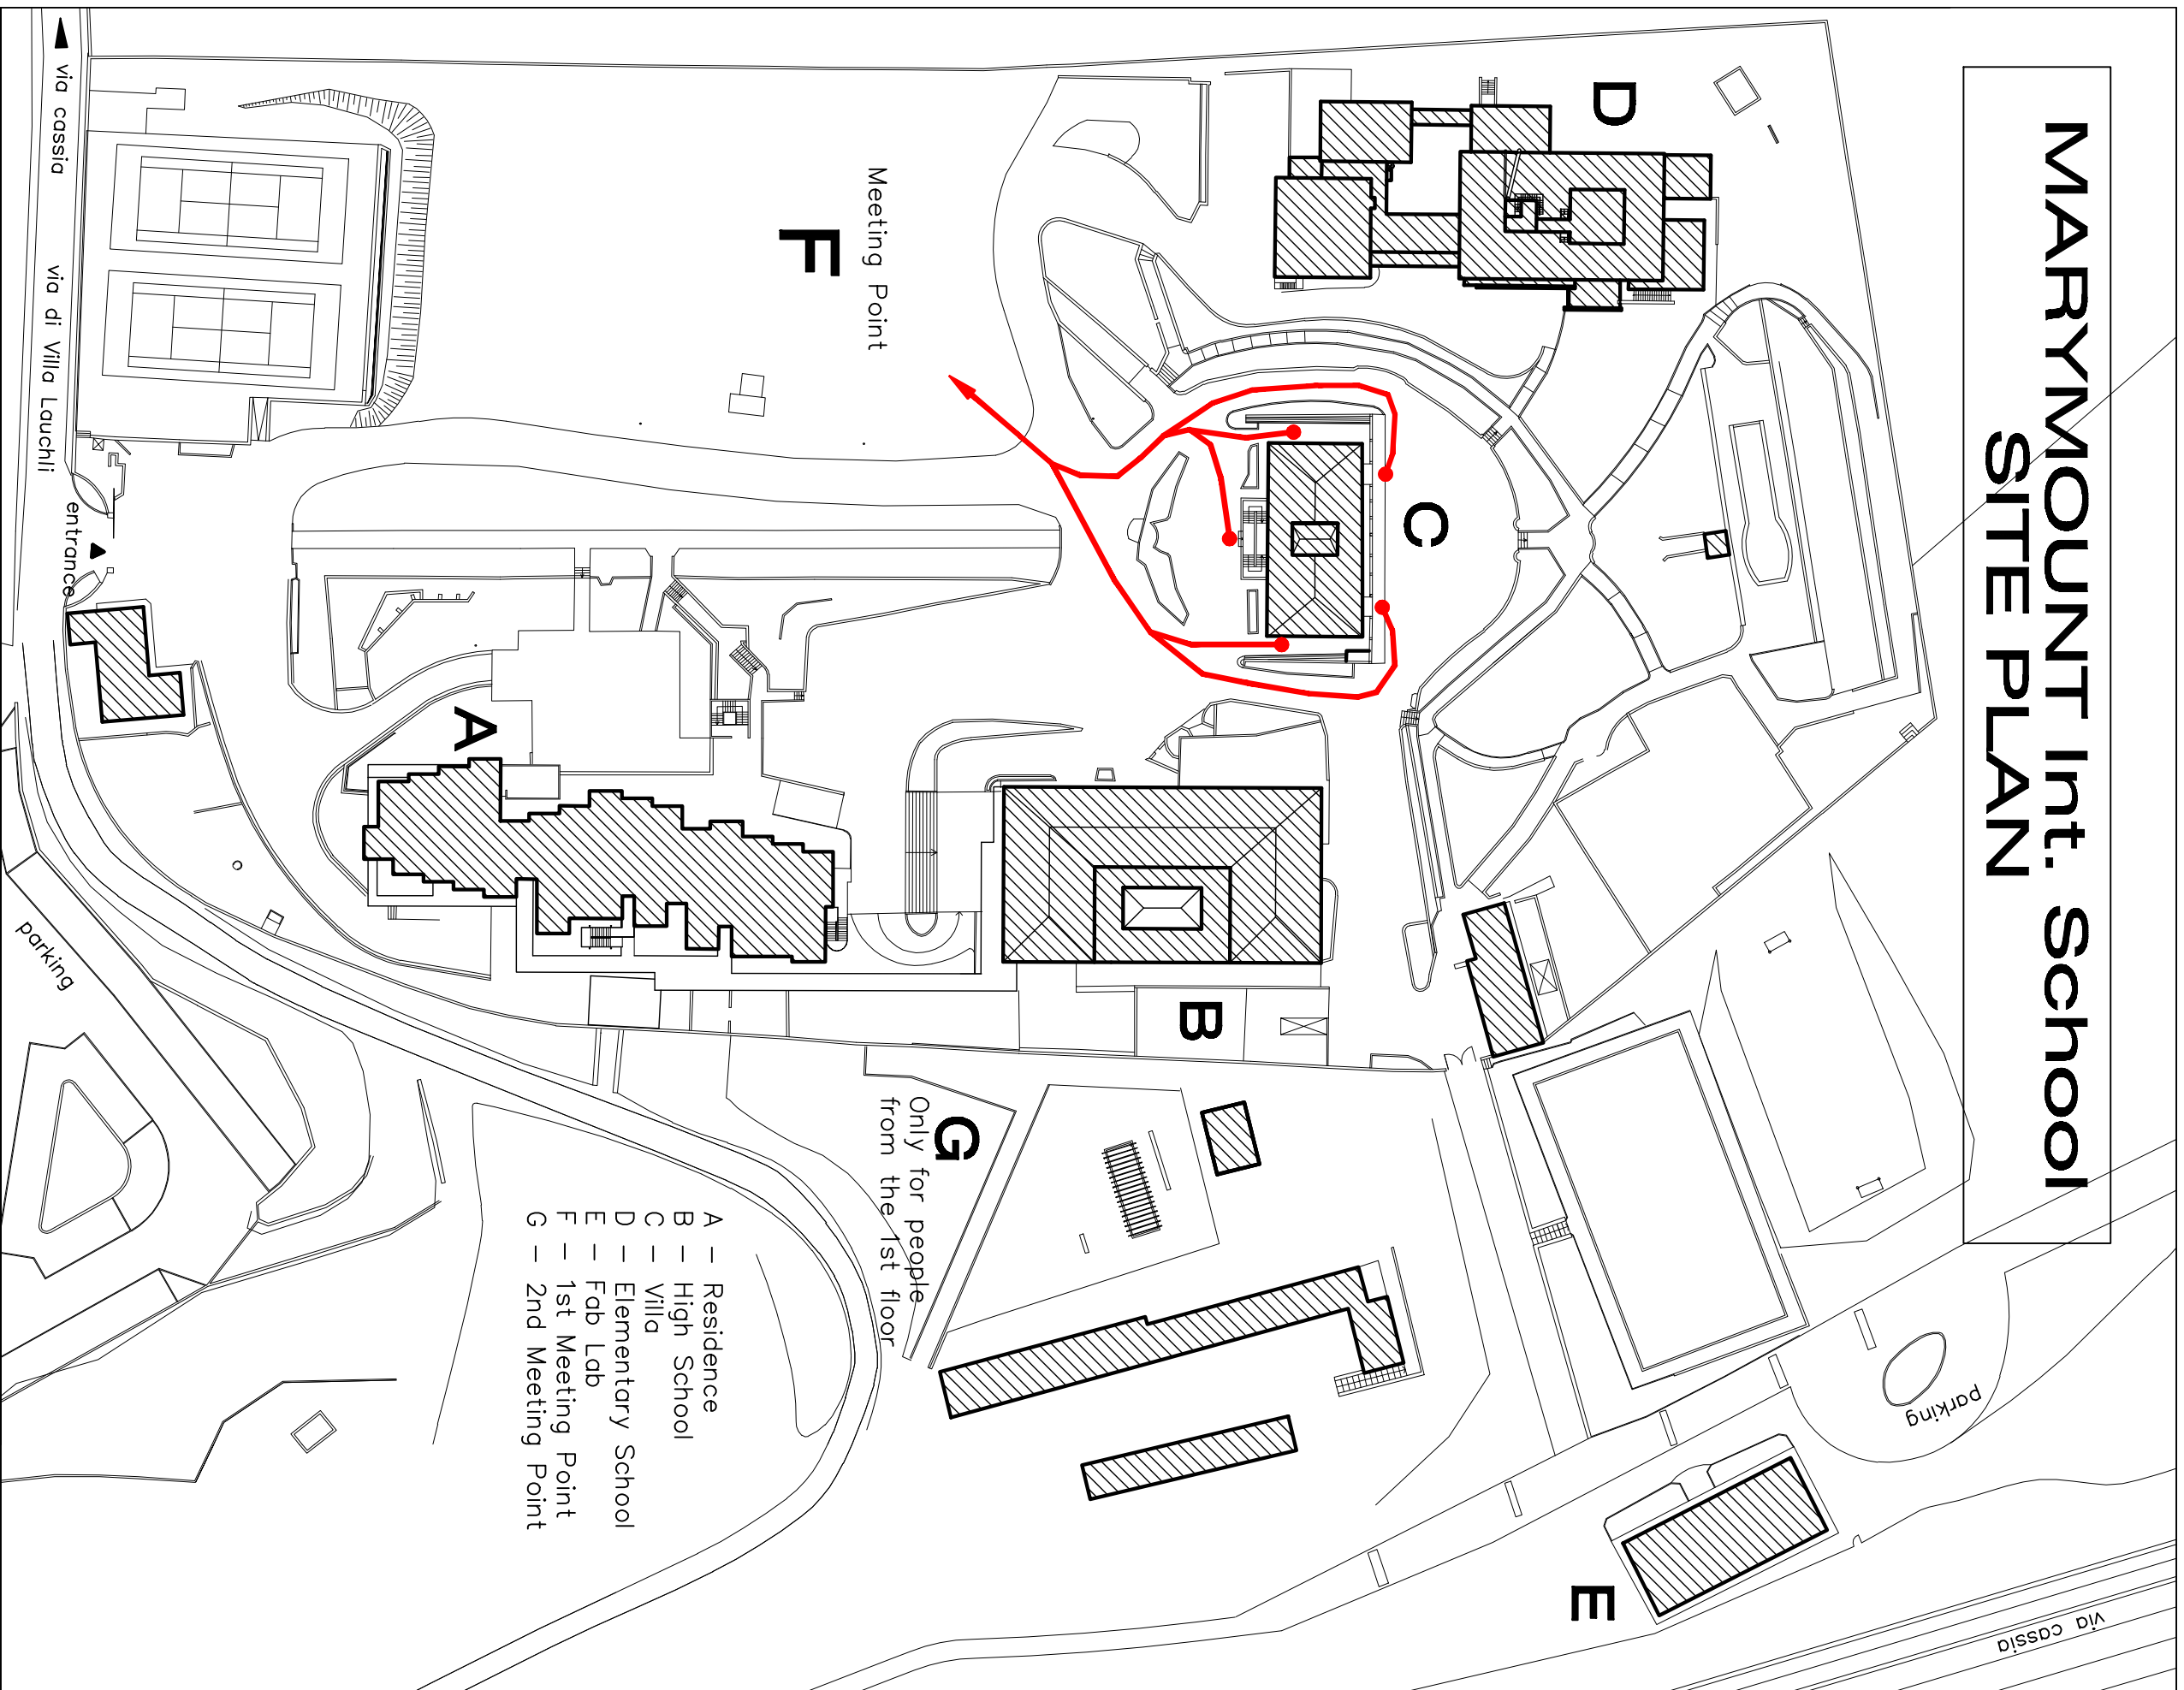 MARYMOUNT Int. School
SITE PLAN
D
C
Meeting Point
F
via cassia
via di Villa Lauchli
entrance
A
B
parking
G
Only for people
from the 1st floor
A - Residence
B - High School
C - Villa
D - Elementary School
E - Fab Lab
F - 1st Meeting Point
G - 2nd Meeting Point
parking
E
via cassia